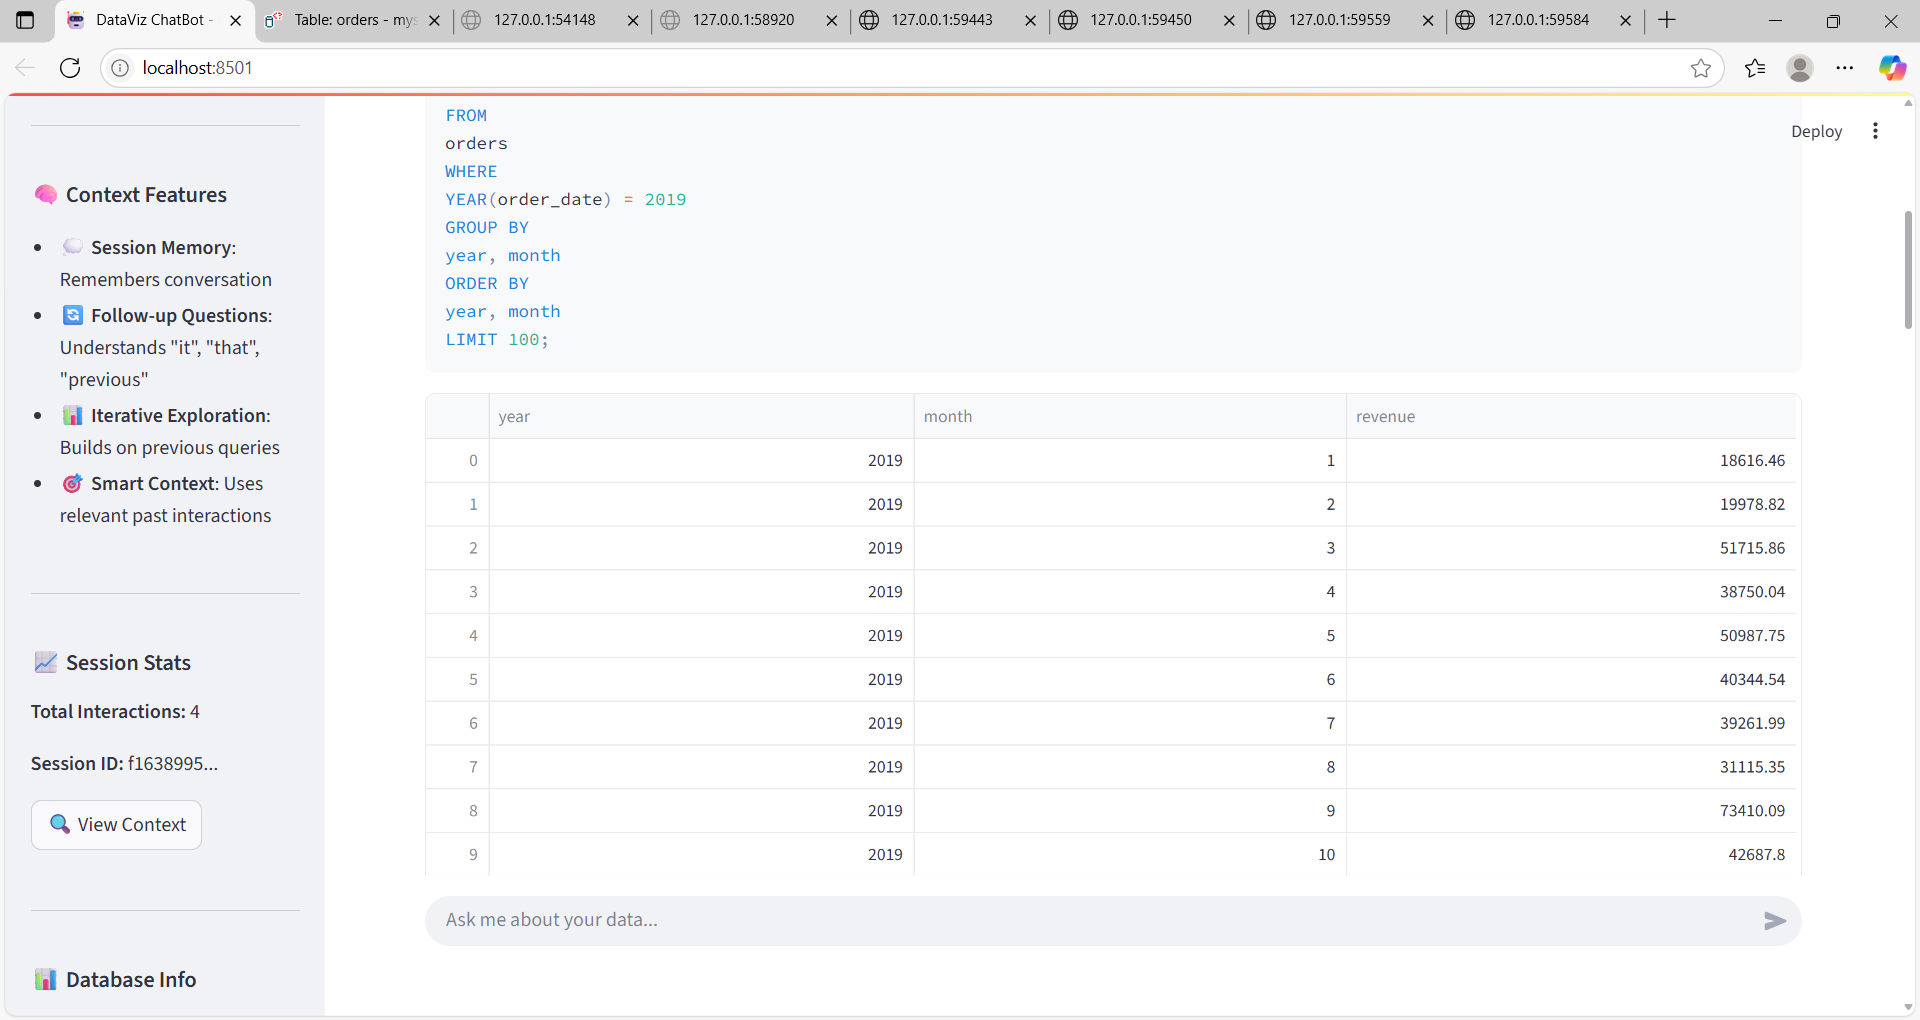 DataViz ChatBot -
Table: orders - mys
127.0.0.1:54148
127.0.0.1:58920
127.0.0.1:59443
127.0.0.1:59450
127.0.0.1:59559
127.0.0.1:59584
localhost:8501
Deploy
🧠 Context Features
• 💭 Session Memory:
Remembers conversation
• 🔄 Follow-up Questions:
Understands "it", "that",
"previous"
• 📊 Iterative Exploration:
Builds on previous queries
• 🎯 Smart Context: Uses
relevant past interactions
📈 Session Stats
Total Interactions: 4
Session ID: f1638995...
🔍 View Context
📊 Database Info
FROM
orders
WHERE
YEAR(order_date) = 2019
GROUP BY
year, month
ORDER BY
year, month
LIMIT 100;
year month revenue
0 2019 1 18616.46
1 2019 2 19978.82
2 2019 3 51715.86
3 2019 4 38750.04
4 2019 5 50987.75
5 2019 6 40344.54
6 2019 7 39261.99
7 2019 8 31115.35
8 2019 9 73410.09
9 2019 10 42687.8
Ask me about your data...